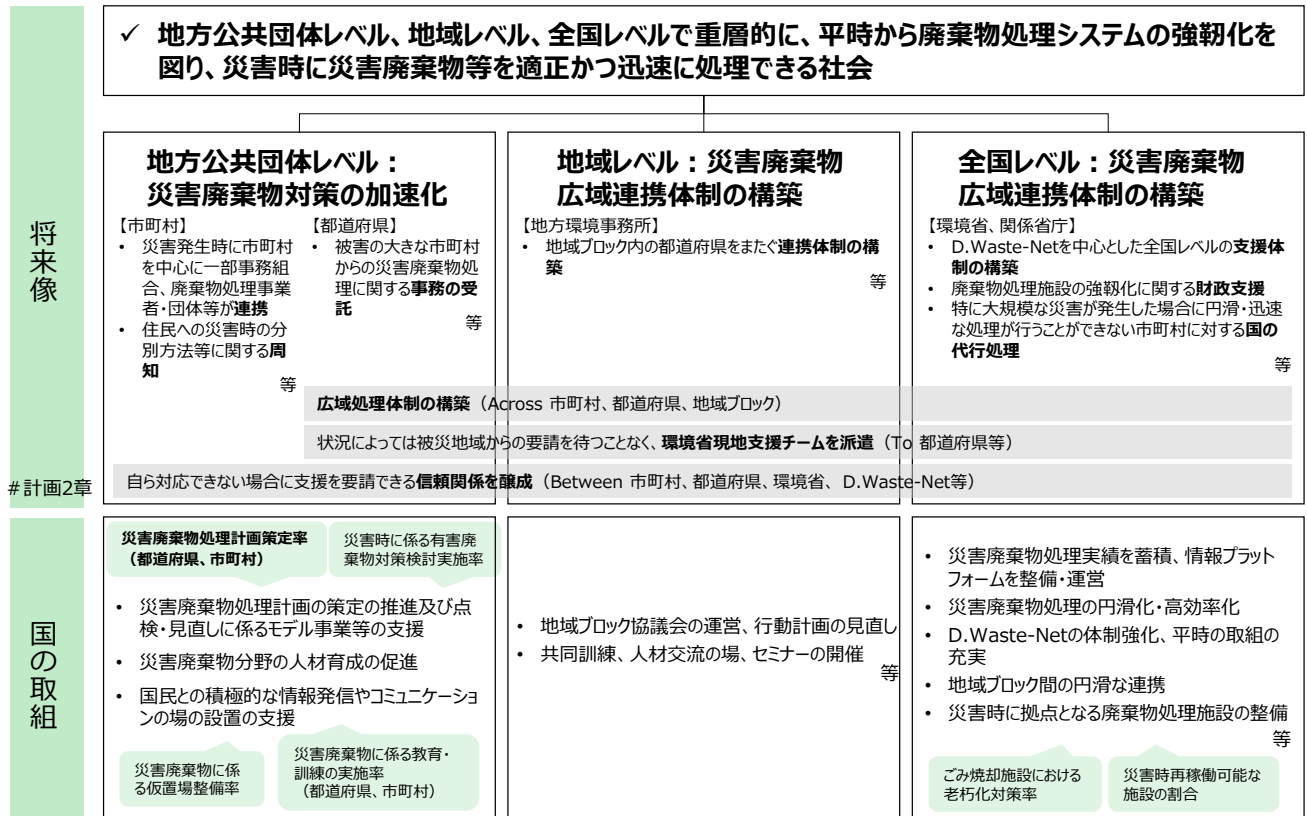 ✓ 地方公共団体レベル、地域レベル、全国レベルで重層的に、平時から廃棄物処理システムの強靱化を
図り、災害時に災害廃棄物等を適正かつ迅速に処理できる社会
将来像
地方公共団体レベル：
災害廃棄物対策の加速化
【市町村】
• 災害発生時に市町村
を中心に一部事務組
合、廃棄物処理事業
者・団体等が連携
• 住民への災害時の分
別方法等に関する周
知
等
【都道府県】
• 被害の大きな市町村
からの災害廃棄物処
理に関する事務の受
託
等
地域レベル：災害廃棄物
広域連携体制の構築
【地方環境事務所】
• 地域ブロック内の都道府県をまたぐ連携体制の構
築
等
全国レベル：災害廃棄物
広域連携体制の構築
【環境省、関係省庁】
• D.Waste-Netを中心とした全国レベルの支援体
制の構築
• 廃棄物処理施設の強靱化に関する財政支援
• 特に大規模な災害が発生した場合に円滑・迅速
な処理が行うことができない市町村に対する国の
代行処理
等
広域処理体制の構築（Across 市町村、都道府県、地域ブロック）
状況によっては被災地域からの要請を待つことなく、環境省現地支援チームを派遣（To 都道府県等）
自ら対応できない場合に支援を要請できる信頼関係を醸成（Between 市町村、都道府県、環境省、 D.Waste-Net等）
#計画2章
国の取組
災害廃棄物処理計画策定率
（都道府県、市町村）
災害時に係る有害廃
棄物対策検討実施率
• 災害廃棄物処理計画の策定の推進及び点
検・見直しに係るモデル事業等の支援
• 災害廃棄物分野の人材育成の促進
• 国民との積極的な情報発信やコミュニケーショ
ンの場の設置の支援
災害廃棄物に係
る仮置場整備率
災害廃棄物に係る教育・
訓練の実施率
（都道府県、市町村）
• 地域ブロック協議会の運営、行動計画の見直し
• 共同訓練、人材交流の場、セミナーの開催
等
• 災害廃棄物処理実績を蓄積、情報プラット
フォームを整備・運営
• 災害廃棄物処理の円滑化・高効率化
• D.Waste-Netの体制強化、平時の取組の
充実
• 地域ブロック間の円滑な連携
• 災害時に拠点となる廃棄物処理施設の整備
等
ごみ焼却施設における
老朽化対策率
災害時再稼働可能な
施設の割合